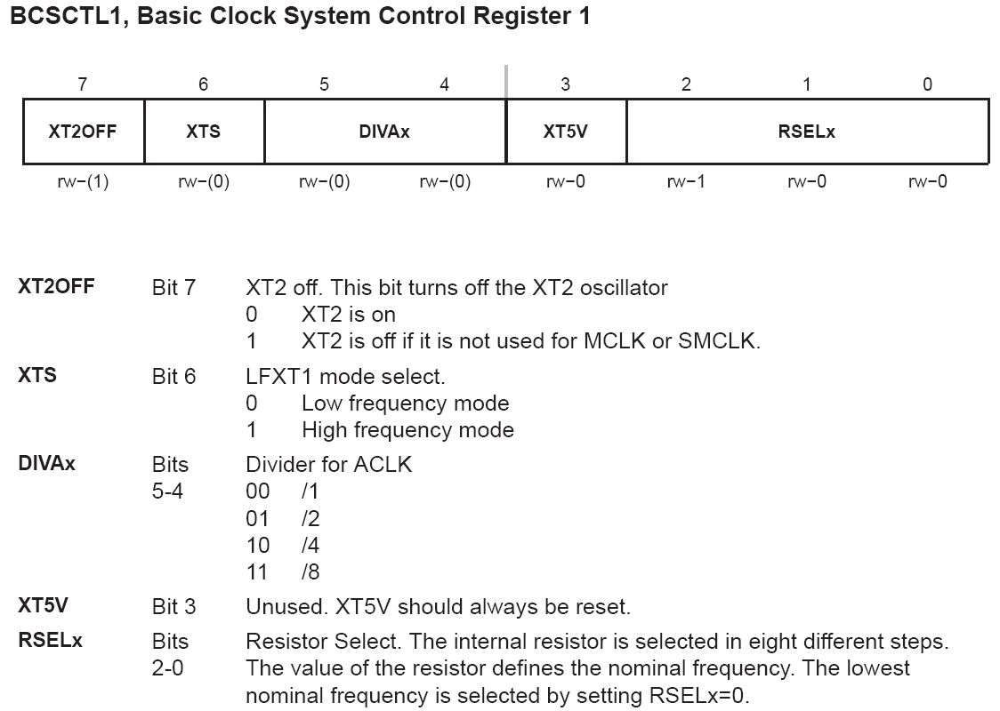 BCSCTL1, Basic Clock System Control Register 1
7 6 5 4 3 2 1 0
XT2OFF XTS DIVAx XT5V RSELx
rw−(1) rw−(0) rw−(0) rw−(0) rw−0 rw−1 rw−0 rw−0
XT2OFF Bit 7 XT2 off. This bit turns off the XT2 oscillator
0 XT2 is on
1 XT2 is off if it is not used for MCLK or SMCLK.
XTS Bit 6 LFXT1 mode select.
0 Low frequency mode
1 High frequency mode
DIVAx Bits Divider for ACLK
5-4 00 /1
01 /2
10 /4
11 /8
XT5V Bit 3 Unused. XT5V should always be reset.
RSELx Bits Resistor Select. The internal resistor is selected in eight different steps.
2-0 The value of the resistor defines the nominal frequency. The lowest
nominal frequency is selected by setting RSELx=0.